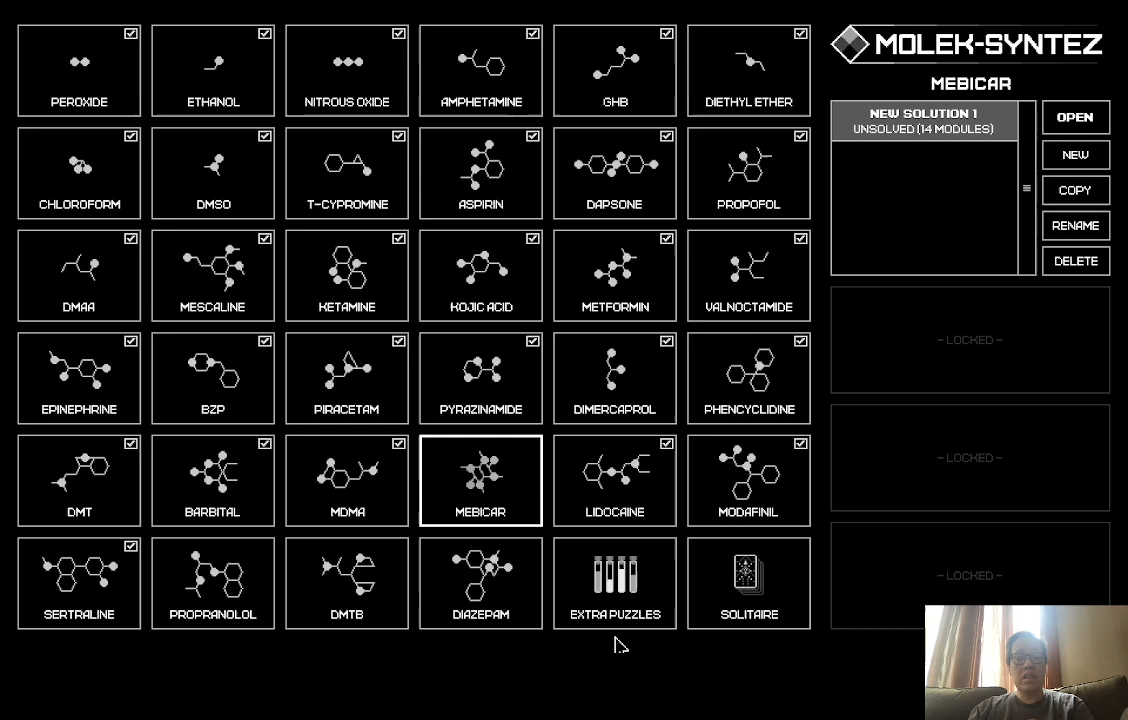 PEROXIDE
ETHANOL
NITROUS OXIDE
AMPHETAMINE
GHB
DIETHYL ETHER
CHLOROFORM
DMSO
T-CYPROMINE
ASPIRIN
DAPSONE
PROPOFOL
DMAA
MESCALINE
KETAMINE
KOJIC ACID
METFORMIN
VALNOCTAMIDE
EPINEPHRINE
BZP
PIRACETAM
PYRAZINAMIDE
DIMERCAPROL
PHENCYCLIDINE
DMT
BARBITAL
MDMA
MEBICAR
LIDOCAINE
MODAFINIL
SERTRALINE
PROPRANOLOL
DMTB
DIAZEPAM
EXTRA PUZZLES
SOLITAIRE
MOLEK-SYNTEZ
MEBICAR
NEW SOLUTION 1
UNSOLVED (14 MODULES)
OPEN
NEW
COPY
RENAME
DELETE
- LOCKED -
- LOCKED -
- LOCKED -